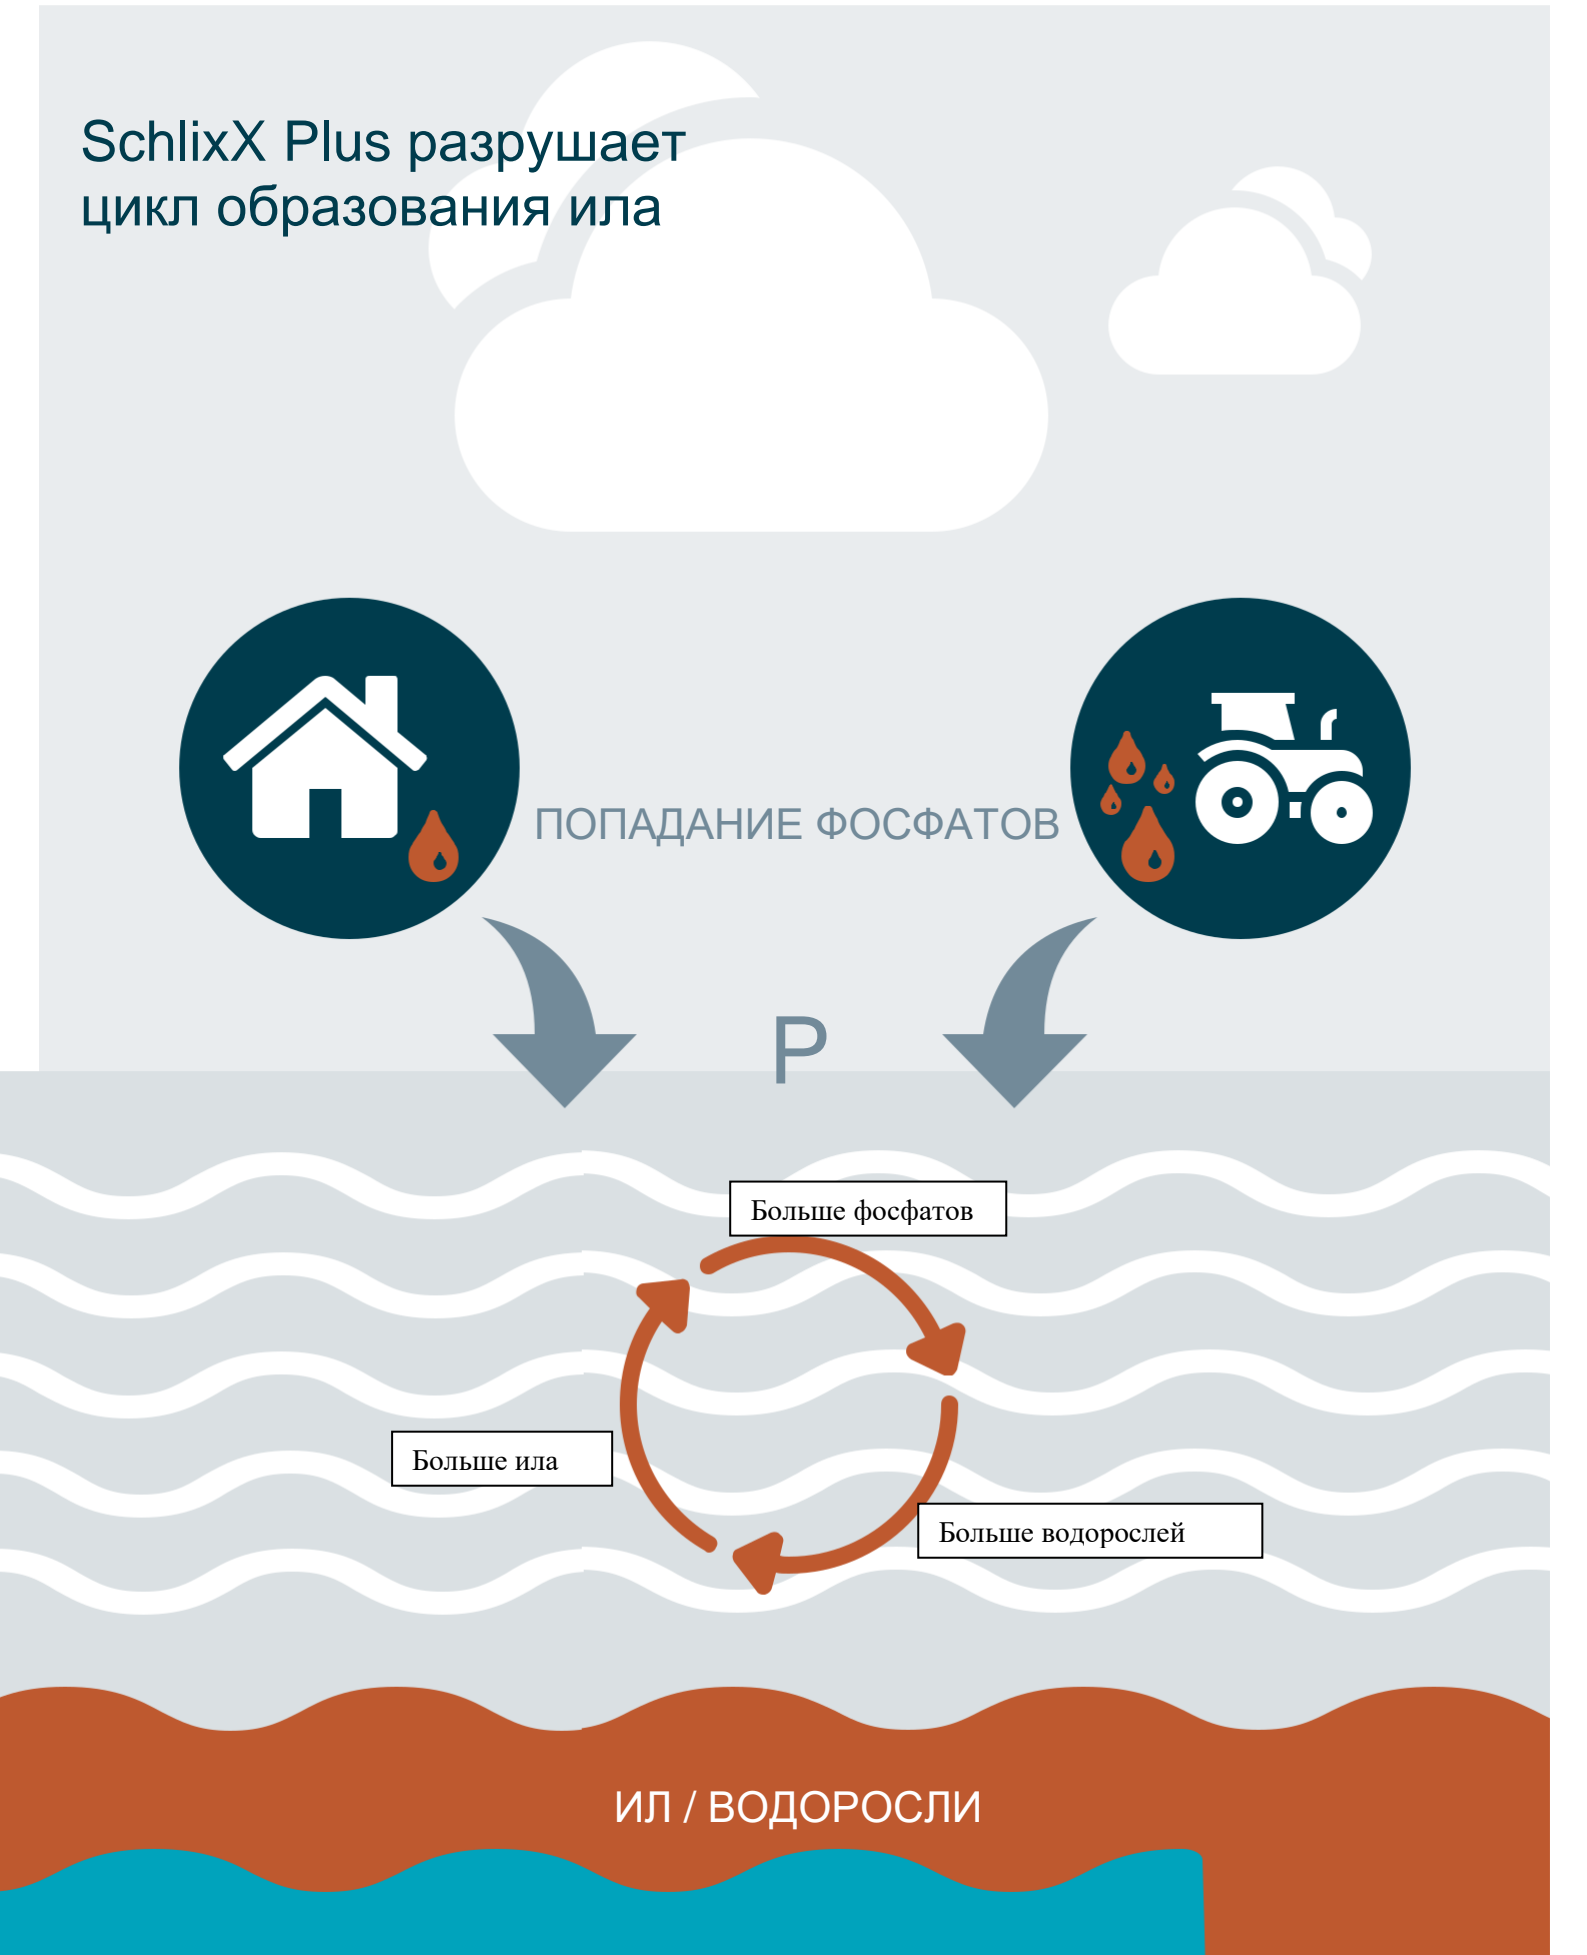 SchlixX Plus разрушает
цикл образования ила
ПОПАДАНИЕ ФОСФАТОВ
P
Больше фосфатов
Больше ила
Больше водорослей
ИЛ / ВОДОРОСЛИ